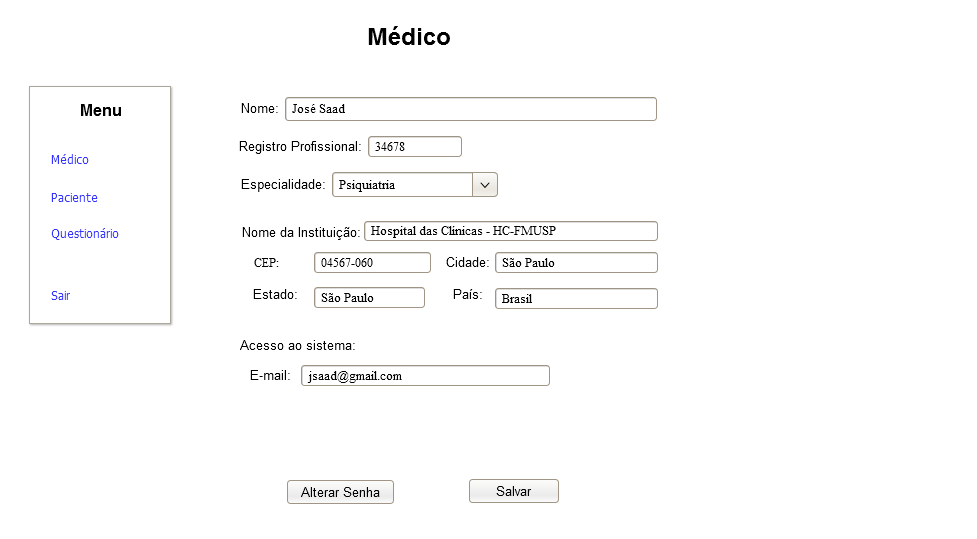 Médico
Menu
Médico
Paciente
Questionário
Sair
Nome: José Saad
Registro Profissional: 34678
Especialidade: Psiquiatria
Nome da Instituição: Hospital das Clínicas - HC-FMUSP
CEP: 04567-060 Cidade: São Paulo
Estado: São Paulo País: Brasil
Acesso ao sistema:
E-mail: jsaad@gmail.com
Alterar Senha Salvar